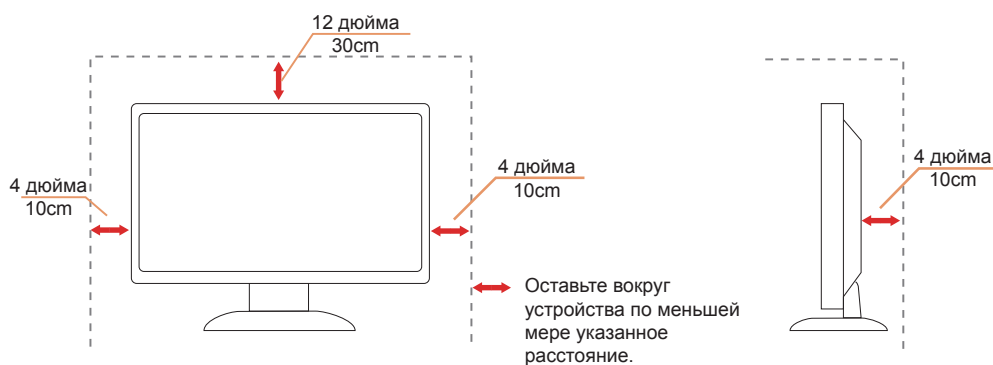 12 дюйма
30cm
4 дюйма
10cm
4 дюйма
10cm
4 дюйма
10cm
Оставьте вокруг
устройства по меньшей
мере указанное
расстояние.